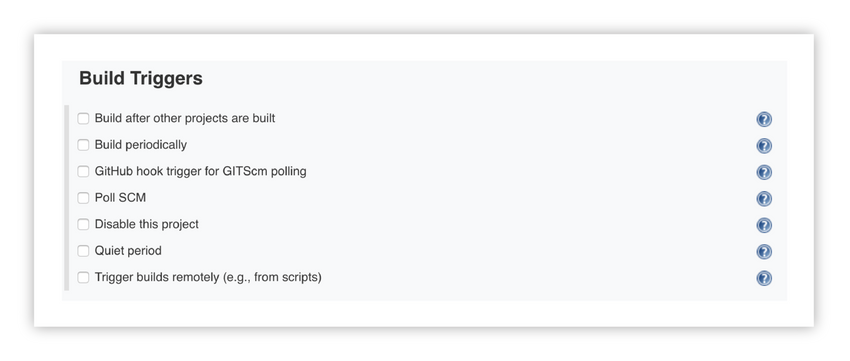 Build Triggers
Build after other projects are built
Build periodically
GitHub hook trigger for GITScm polling
Poll SCM
Disable this project
Quiet period
Trigger builds remotely (e.g., from scripts)